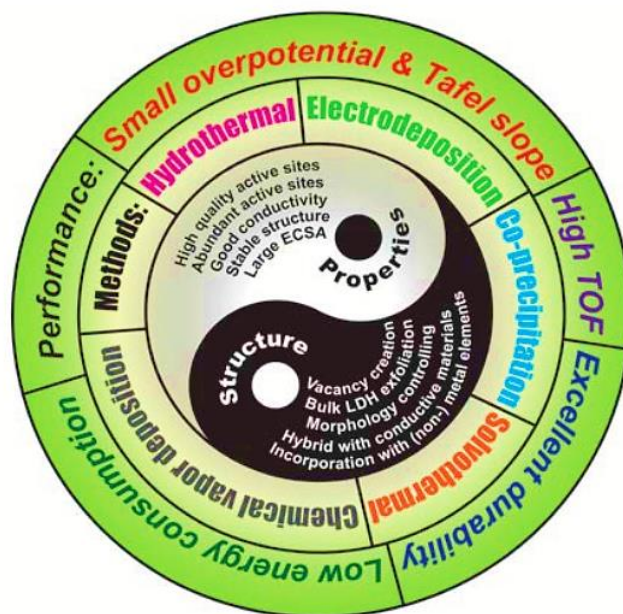 Performance:
Small overpotential & Tafel slope
High TOF
Excellent durability
Low energy consumption
Methods:
Hydrothermal
Electrodeposition
Co-precipitation
Solvothermal
Chemical vapor deposition
High quality active sites
Abundant active sites
Good conductivity
Stable structure
Large ECSA
Properties
Structure
Vacancy creation
Bulk LDH exfoliation
Morphology controlling
Hybrid with conductive materials
Incorporation with (non-) metal elements